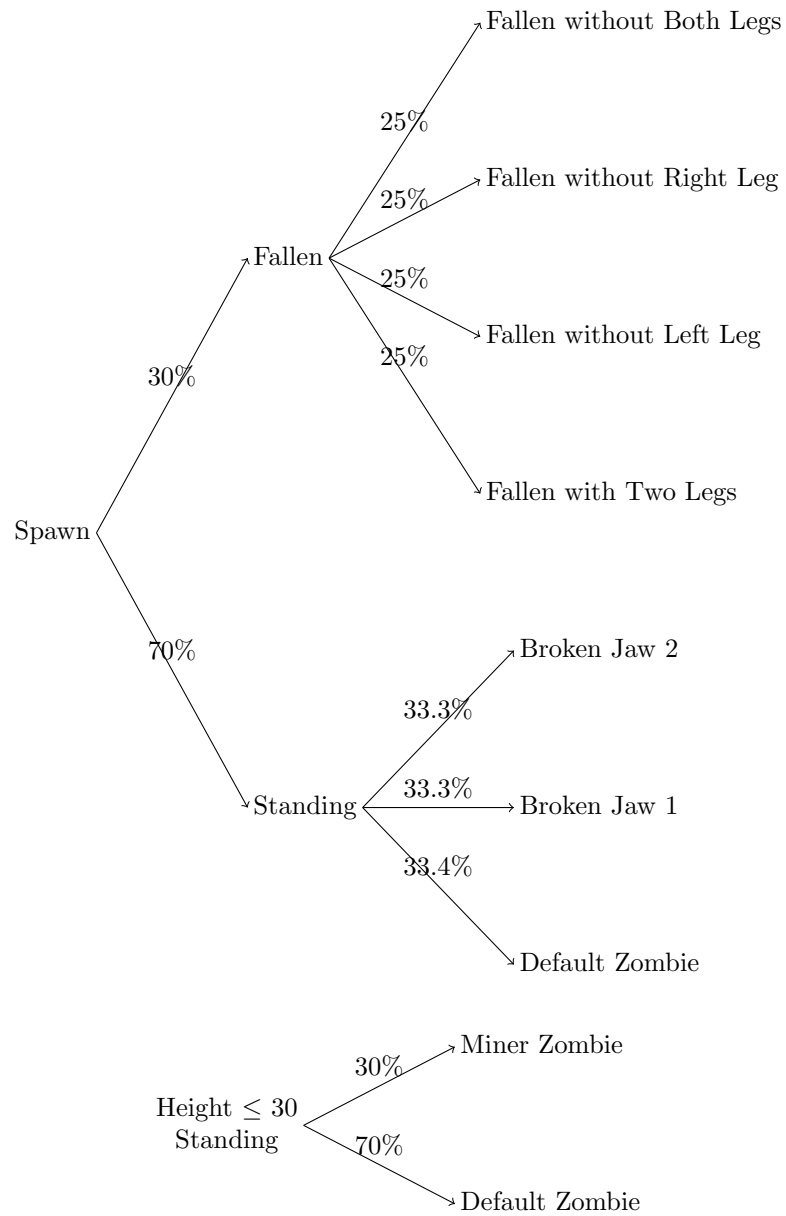 Fallen without Both Legs
25%
Fallen without Right Leg
25%
Fallen
25%
Fallen without Left Leg
25%
30%
Fallen with Two Legs
Spawn
70%
Broken Jaw 2
33.3%
33.3%
Standing
Broken Jaw 1
33.4%
Default Zombie
Miner Zombie
30%
Height ≤ 30
Standing
70%
Default Zombie